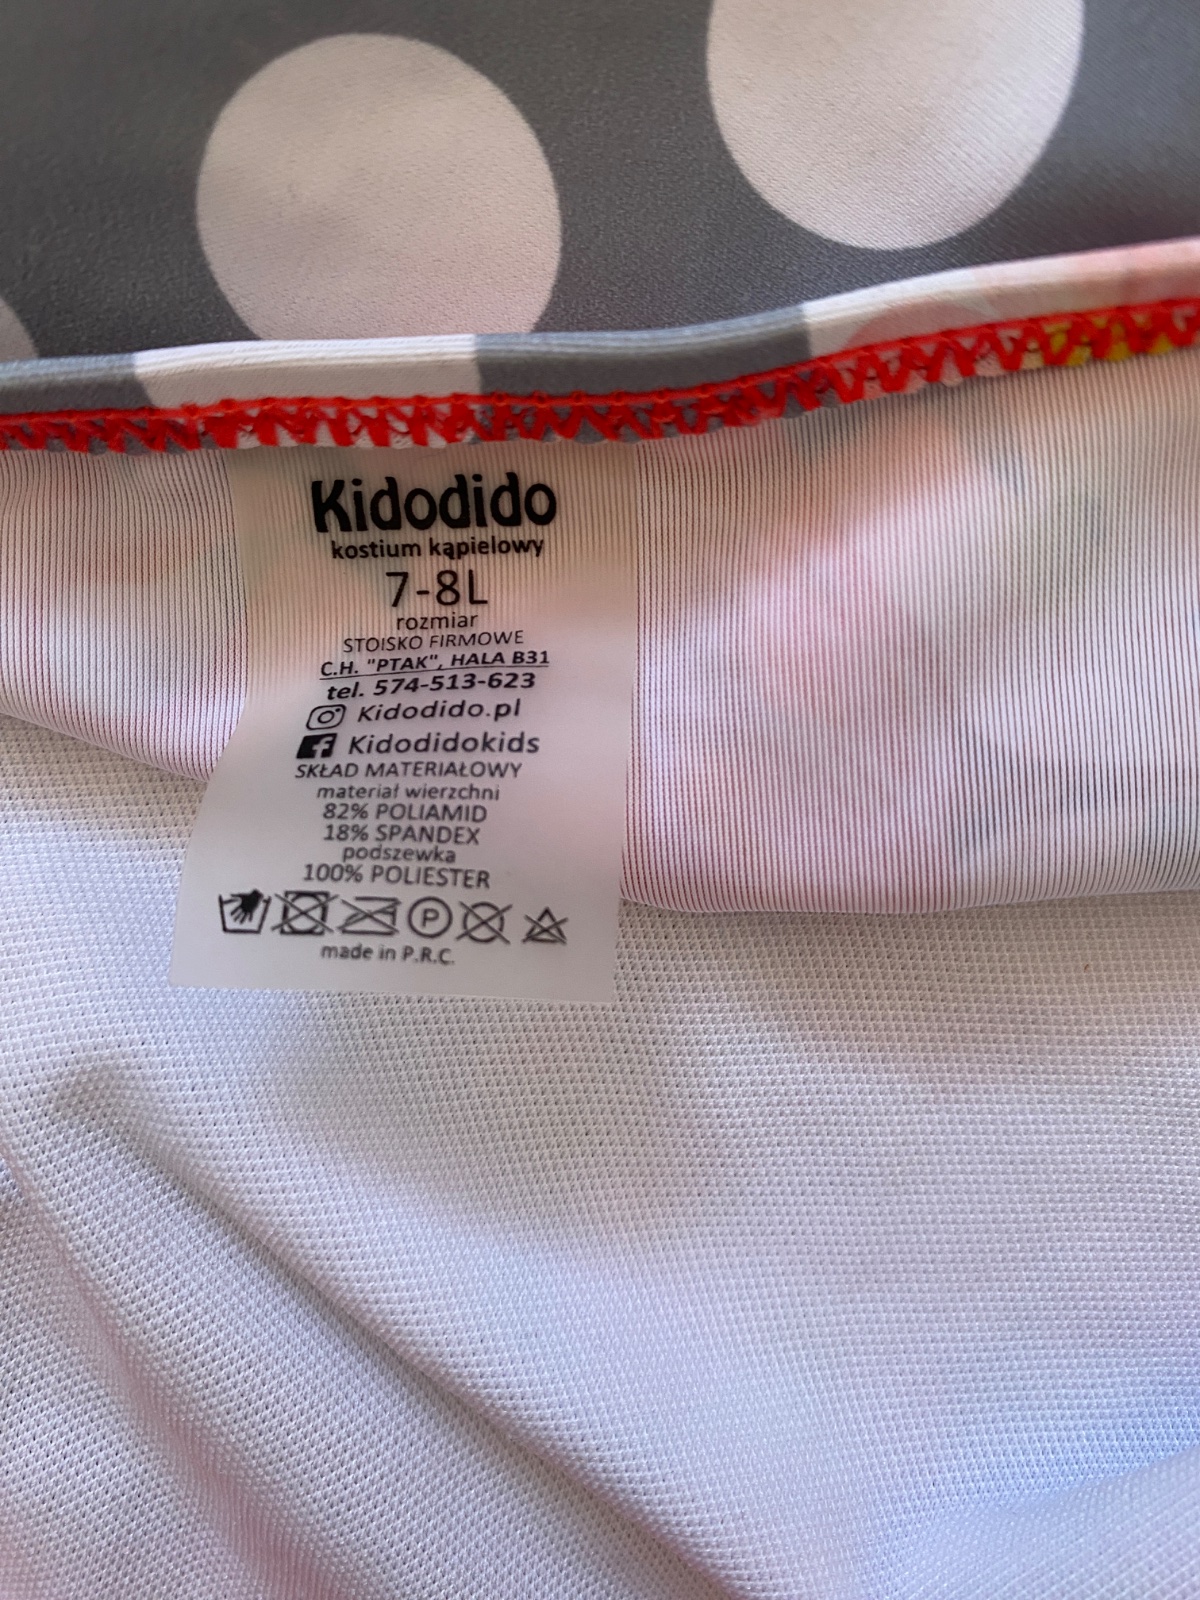 Kidodido
kostium kąpielowy
7-8L
rozmiar
STOISKO FIRMOWE
C.H. "PTAK", HALA B31
tel. 574-513-623
Kidodido.pl
Kidodidokids
SKŁAD MATERIAŁOWY
materiał wierzchni
82% POLIAMID
18% SPANDEX
podszewka
100% POLIESTER
P
made in P.R.C.